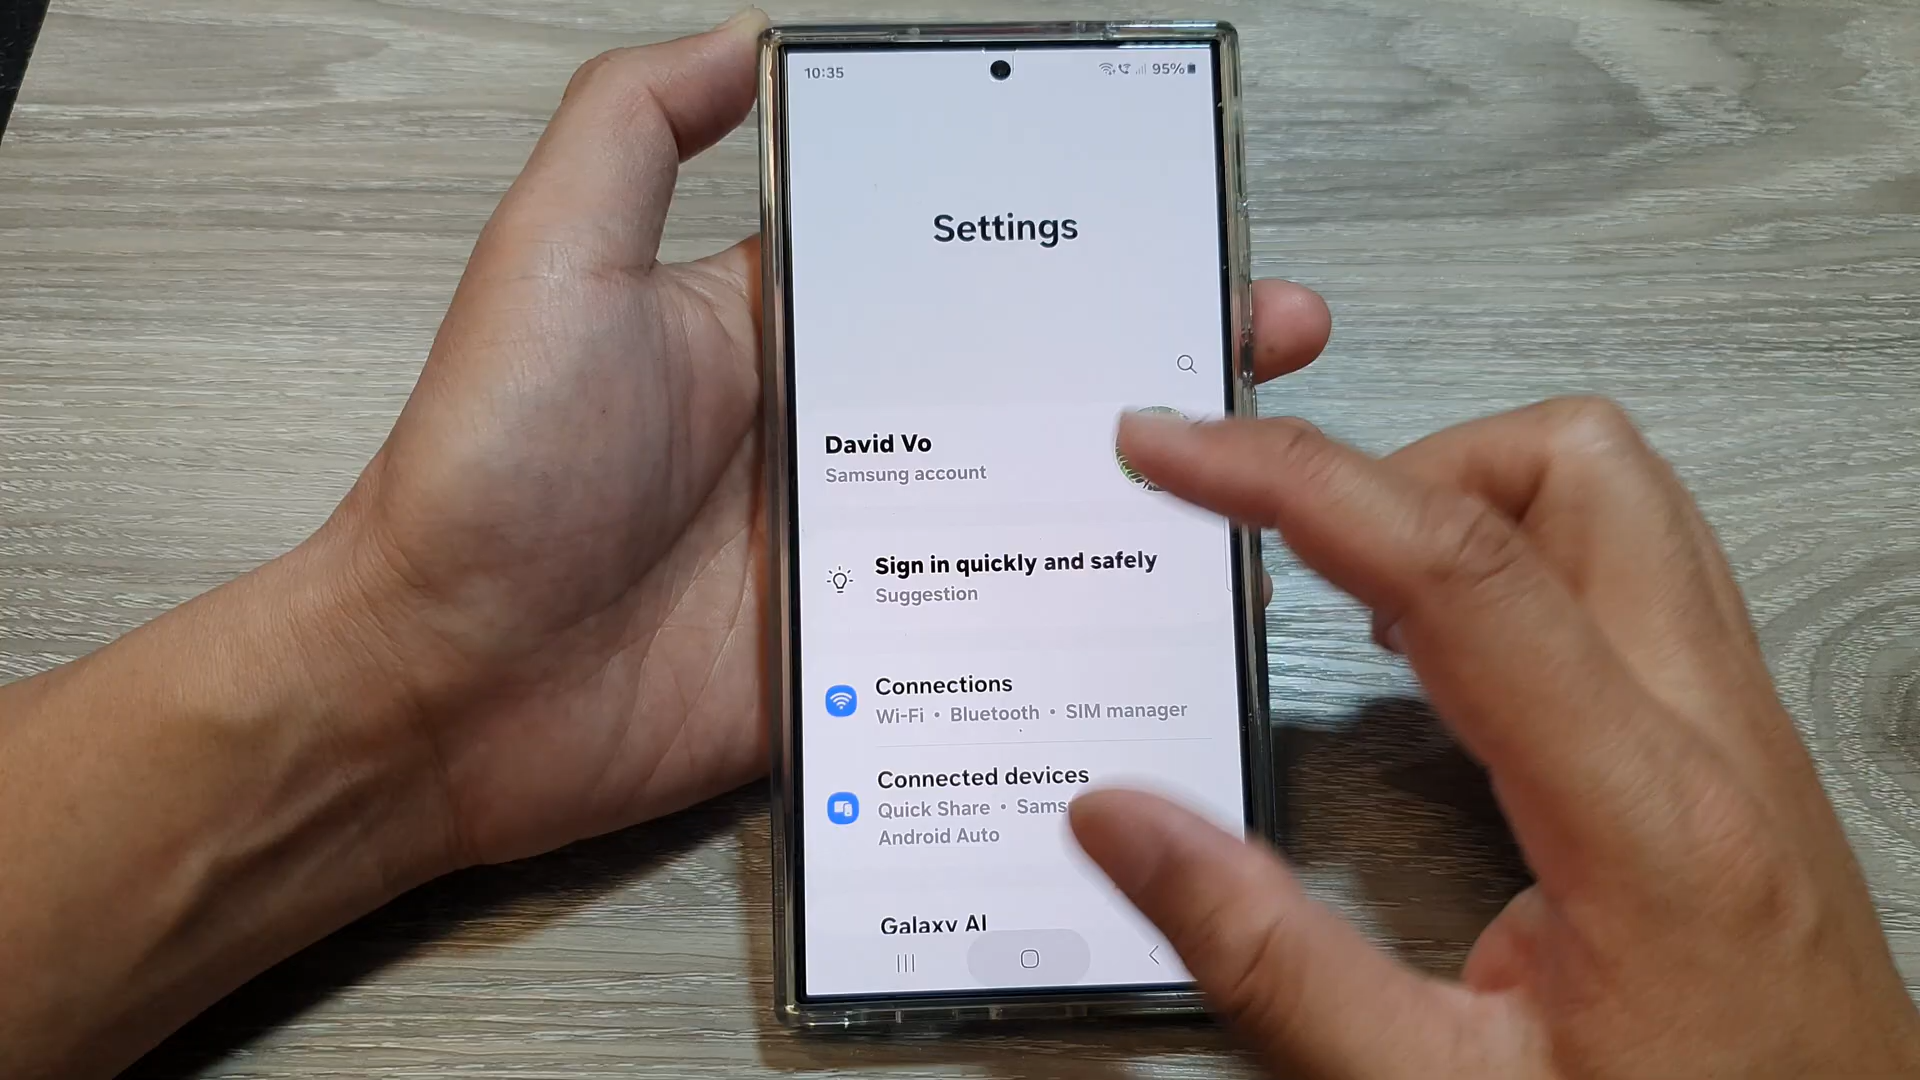 10:35
95%
Settings
David Vo
Samsung account
Sign in quickly and safely
Suggestion
Connections
Wi-Fi • Bluetooth • SIM manager
Connected devices
Quick Share •
Android Auto
Galaxy AI